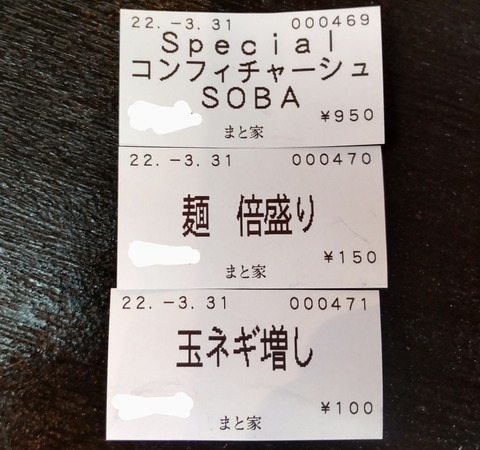 22. -3. 31 000469
Special
コンフィチャーシュ
SOBA
¥950
まと家
22. -3. 31 000470
麺 倍盛り
¥150
まと家
22. -3. 31 000471
玉ネギ増し
¥100
まと家